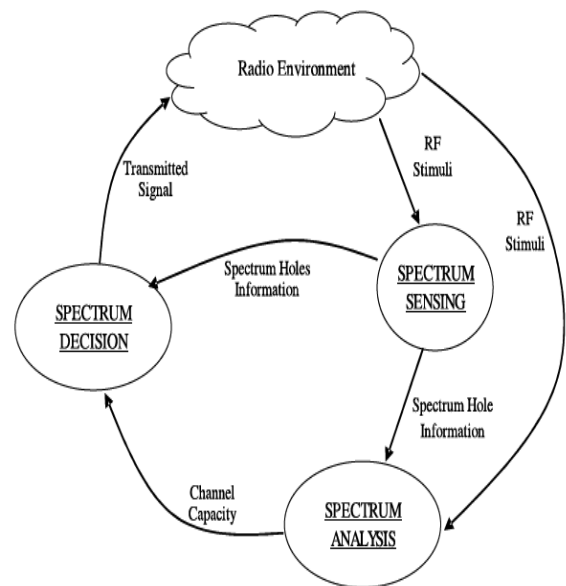 Radio Environment
RF
Stimuli
Transmitted
Signal
RF
Stimuli
Spectrum Holes
Information
SPECTRUM
SENSING
SPECTRUM
DECISION
Spectrum Hole
Information
Channel
Capacity
SPECTRUM
ANALYSIS